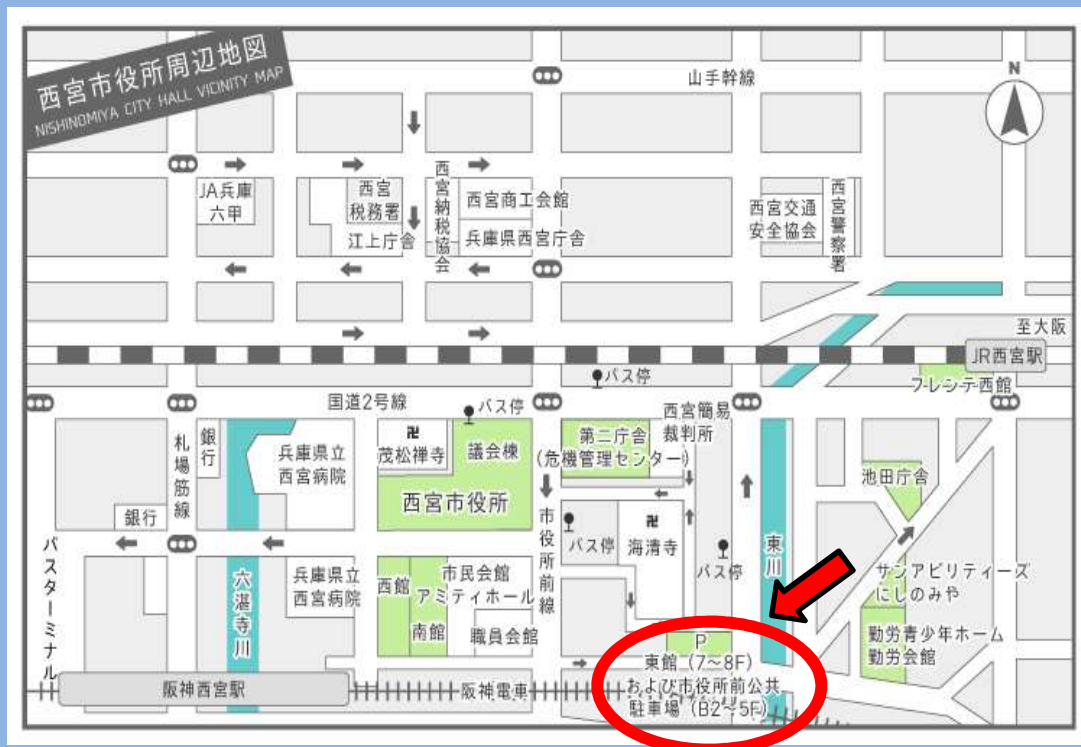 西宮市役所周辺地図
NISHINOMIYA CITY HALL VICINITY MAP
山手幹線
N
JA兵庫
六甲
西宮
税務署
江上庁舎
西宮納税協会
西宮商工会館
兵庫県西宮庁舎
西宮交通
安全協会
西宮警察署
至大阪
JR西宮駅
フレンテ西館
バス停
国道2号線
バス停
西宮簡易
裁判所
札場筋線
銀行
兵庫県立
西宮病院
卍
茂松禅寺
議会棟
第二庁舎
(危機管理センター)
池田庁舎
西宮市役所
銀行
市役所前線
バス停
卍
海清寺
バス停
東川
バスターミナル
六湛寺川
兵庫県立
西宮病院
西館
南館
市民会館
アミティホール
職員会館
サンアビリティーズ
にしのみや
勤労青少年ホーム
勤労会館
P
東館 (7～8F)
および市役所前公共
駐車場 (B2～5F)
阪神西宮駅
阪神電車